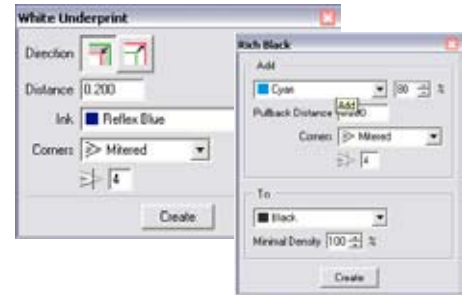 White Underprint
Direction
Distance 0.200
Ink Reflex Blue
Corners Mitered
4
Create
Rich Black
Add
Cyan 80 %
Add
Pullback Distance
Corners Mitered
4
To
Black
Minimal Density 100 %
Create